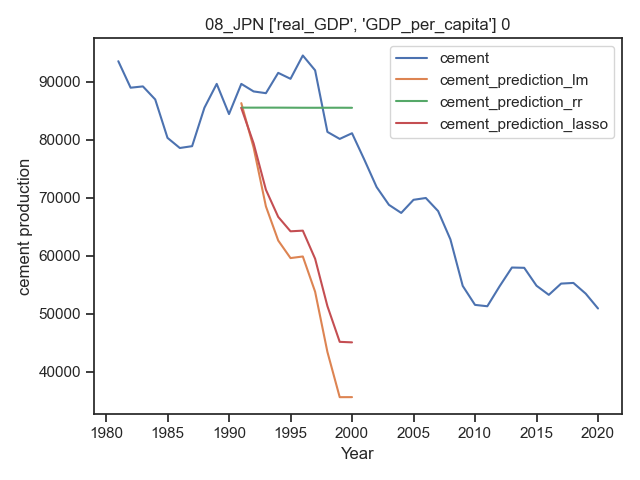 08_JPN ['real_GDP', 'GDP_per_capita'] 0
cement
cement_prediction_lm
cement_prediction_rr
cement_prediction_lasso
cement production
90000
80000
70000
60000
50000
40000
1980
1985
1990
1995
2000
2005
2010
2015
2020
Year